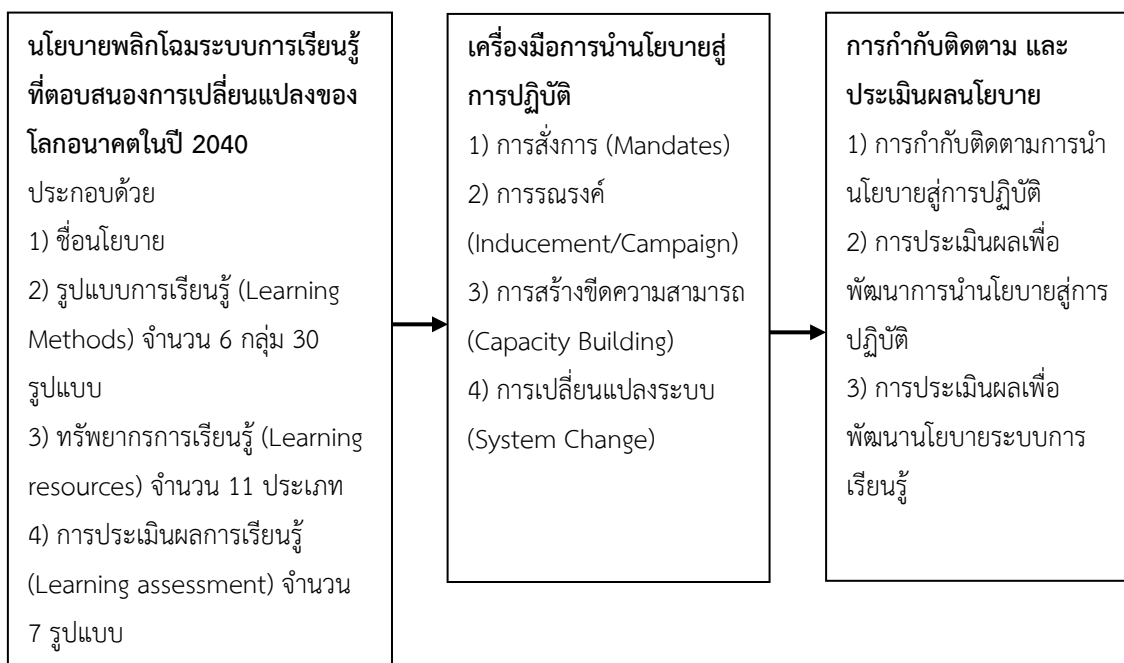 นโยบายพลิกโฉมระบบการเรียนรู้
ที่ตอบสนองการเปลี่ยนแปลงของ
โลกอนาคตในปี 2040
ประกอบด้วย
1) ชื่อนโยบาย
2) รูปแบบการเรียนรู้ (Learning
Methods) จำนวน 6 กลุ่ม 30
รูปแบบ
3) ทรัพยากรการเรียนรู้ (Learning
resources) จำนวน 11 ประเภท
4) การประเมินผลการเรียนรู้
(Learning assessment) จำนวน
7 รูปแบบ
เครื่องมือการนำนโยบายสู่
การปฏิบัติ
1) การสั่งการ (Mandates)
2) การรณรงค์
(Inducement/Campaign)
3) การสร้างขีดความสามารถ
(Capacity Building)
4) การเปลี่ยนแปลงระบบ
(System Change)
การกำกับติดตาม และ
ประเมินผลนโยบาย
1) การกำกับติดตามการนำ
นโยบายสู่การปฏิบัติ
2) การประเมินผลเพื่อ
พัฒนาการนำนโยบายสู่การ
ปฏิบัติ
3) การประเมินผลเพื่อ
พัฒนานโยบายระบบการ
เรียนรู้